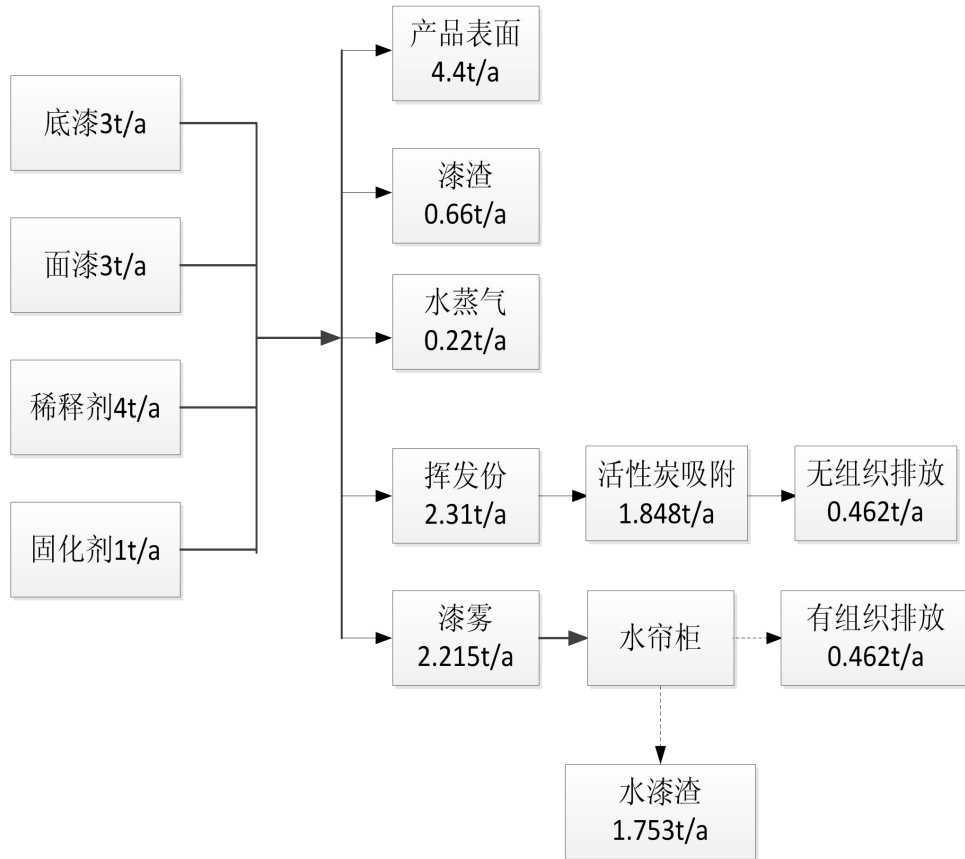 底漆3t/a
面漆3t/a
稀释剂4t/a
固化剂1t/a
产品表面
4.4t/a
漆渣
0.66t/a
水蒸气
0.22t/a
挥发份
2.31t/a
活性炭吸附
1.848t/a
无组织排放
0.462t/a
漆雾
2.215t/a
水帘柜
有组织排放
0.462t/a
水漆渣
1.753t/a